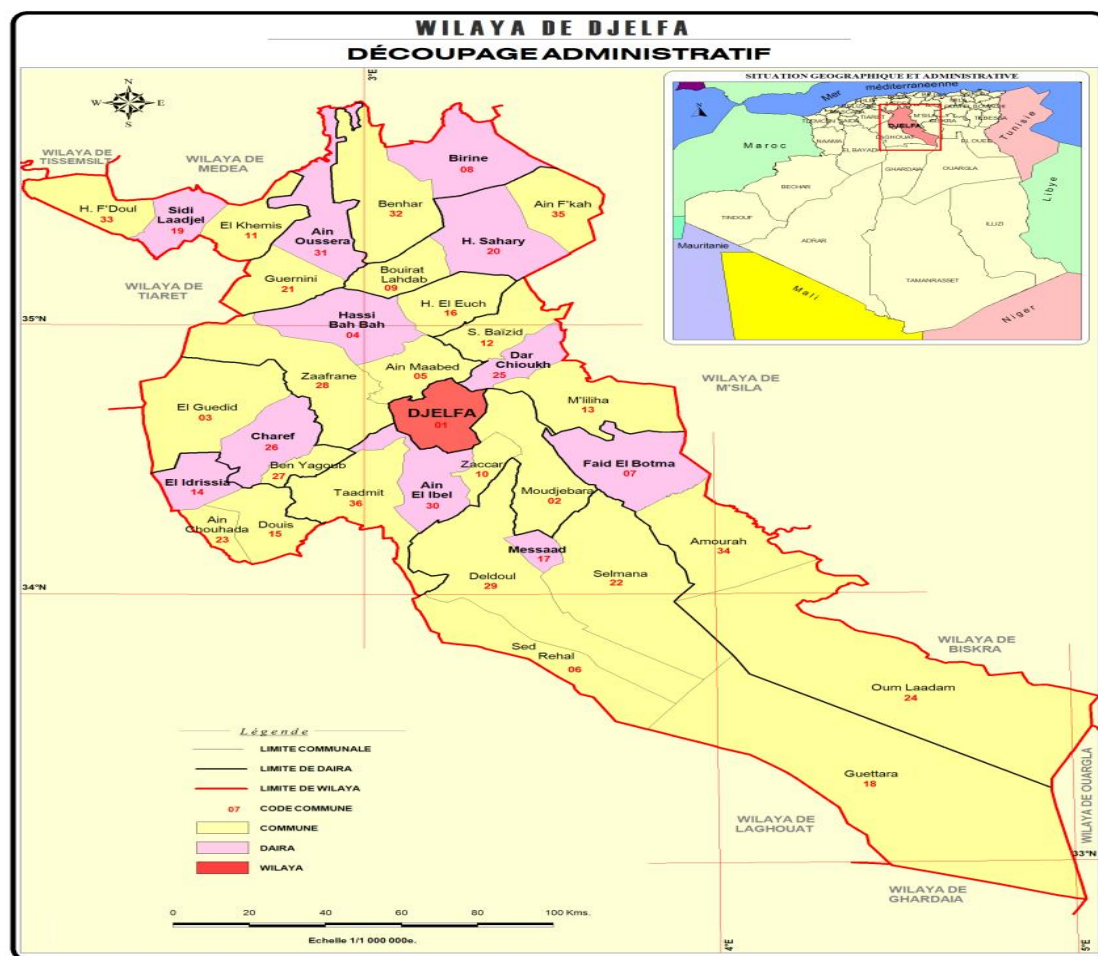 WILAYA DE DJELFA
DÉCOUPAGE ADMINISTRATIF
SITUATION GEOGRAPHIQUE ET ADMINISTRATIVE
Mer méditerranéenne
Maroc
Tunisie
Libye
Mauritanie
Mali
Niger
TIARET
M'SILA
DJELFA
TEBESSA
NAAMA
LAGHOUAT
EL OUED
GHARDAIA
OUARGLA
BECHAR
TINDOUF
ADRAR
ILLIZI
TAMANRASSET
N
W
E
S
3°E
WILAYA DE
TISSEMSILT
WILAYA DE
MEDEA
WILAYA DE
TIARET
H. F'Doul
33
Sidi
Laadjel
19
El Khemis
11
Ain
Oussera
31
Benhar
32
Birine
08
Ain F'kah
35
H. Sahary
20
Guernini
21
Bouirat
Lahdab
09
H. El Euch
16
35°N
Hassi
Bah Bah
04
S. Baïzid
12
Dar
Chioukh
25
Zaafrane
28
Ain Maabed
05
WILAYA DE
M'SILA
El Guedid
03
DJELFA
01
M'liliha
13
Charef
26
Ben Yagoub
27
Zaccar
10
Faid El Botma
07
El Idrissia
14
Taadmit
36
Ain
El Ibel
30
Moudjebara
02
Ain
Chouhada
23
Douis
15
Messaad
17
Amourah
34
Deldoul
29
Selmana
22
34°N
Sed
Rehal
06
WILAYA DE
BISKRA
Oum Laadam
24
Guettara
18
WILAYA DE OUARGLA
WILAYA DE
LAGHOUAT
33°N
WILAYA DE
GHARDAIA
4°E
5°E
Légende
LIMITE COMMUNALE
LIMITE DE DAIRA
LIMITE DE WILAYA
07 CODE COMMUNE
COMMUNE
DAIRA
WILAYA
0 20 40 60 80 100 Kms.
Echelle 1/1 000 000e.